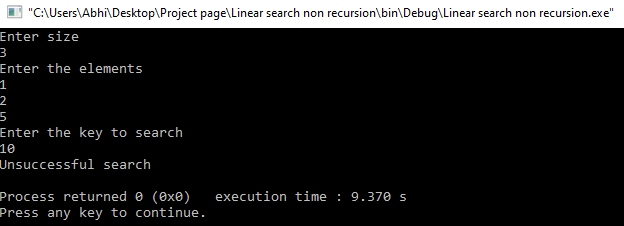 "C:\Users\Abhi\Desktop\Project page\Linear search non recursion\bin\Debug\Linear search non recursion.exe"
Enter size
3
Enter the elements
1
2
5
Enter the key to search
10
Unsuccessful search
Process returned 0 (0x0)   execution time : 9.370 s
Press any key to continue.